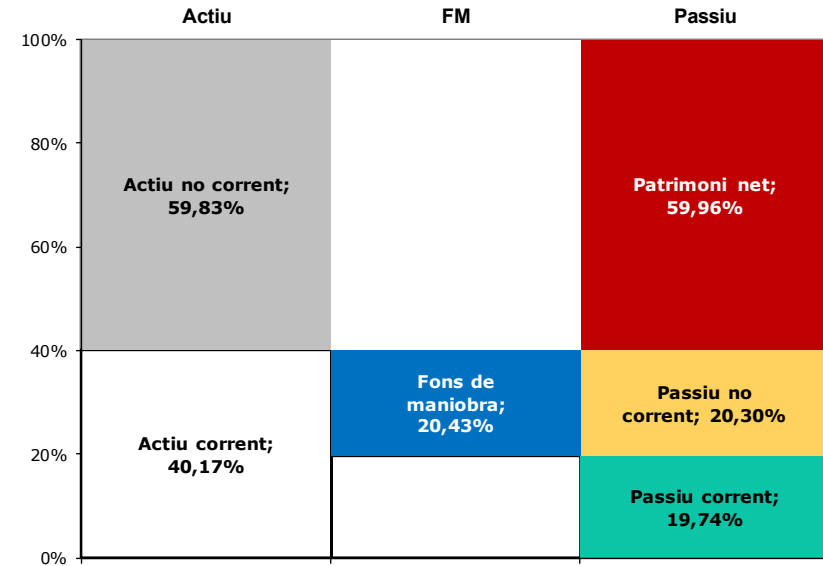 Actiu
FM
Passiu
100%
80%
60%
40%
20%
0%
Actiu no corrent;
59,83%
Actiu corrent;
40,17%
Fons de
maniobra;
20,43%
Patrimoni net;
59,96%
Passiu no
corrent; 20,30%
Passiu corrent;
19,74%